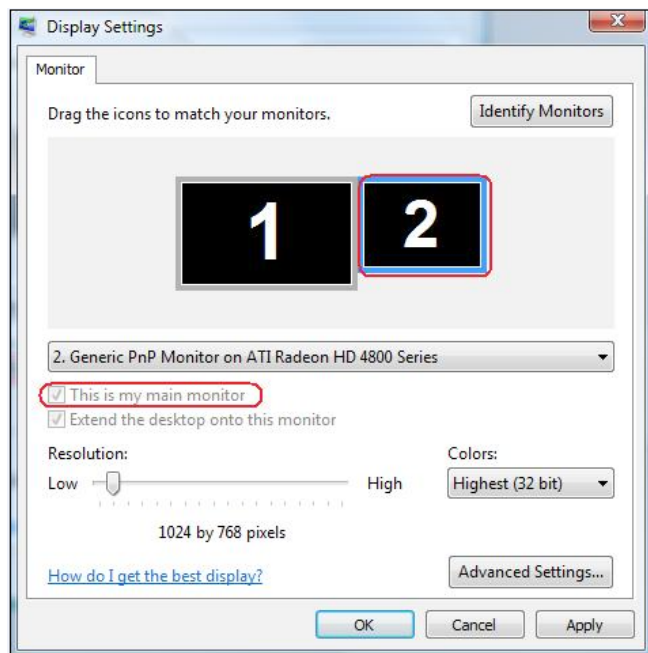 Display Settings
Monitor
Drag the icons to match your monitors.
Identify Monitors
1
2
2. Generic PnP Monitor on ATI Radeon HD 4800 Series
This is my main monitor
Extend the desktop onto this monitor
Resolution:
Colors:
Low
High
Highest (32 bit)
1024 by 768 pixels
How do I get the best display?
Advanced Settings...
OK
Cancel
Apply